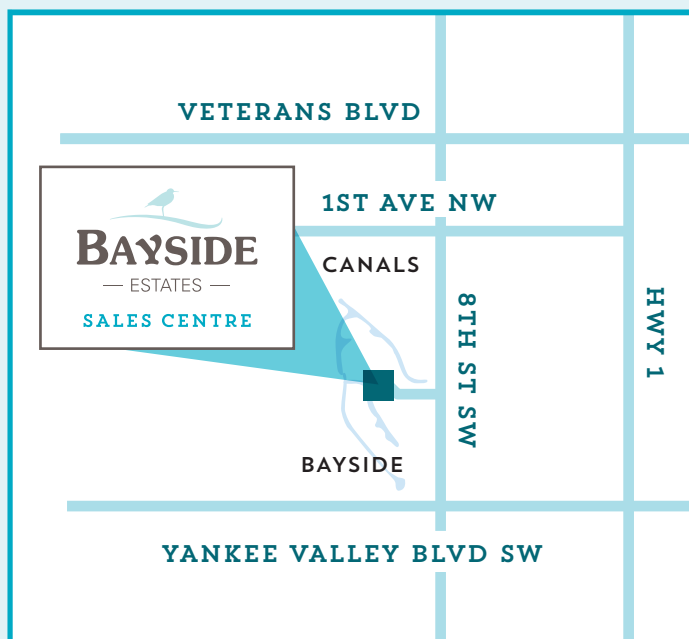 VETERANS BLVD
1ST AVE NW
BAYSIDE
— ESTATES —
SALES CENTRE
CANALS
8TH ST SW
HWY 1
BAYSIDE
YANKEE VALLEY BLVD SW